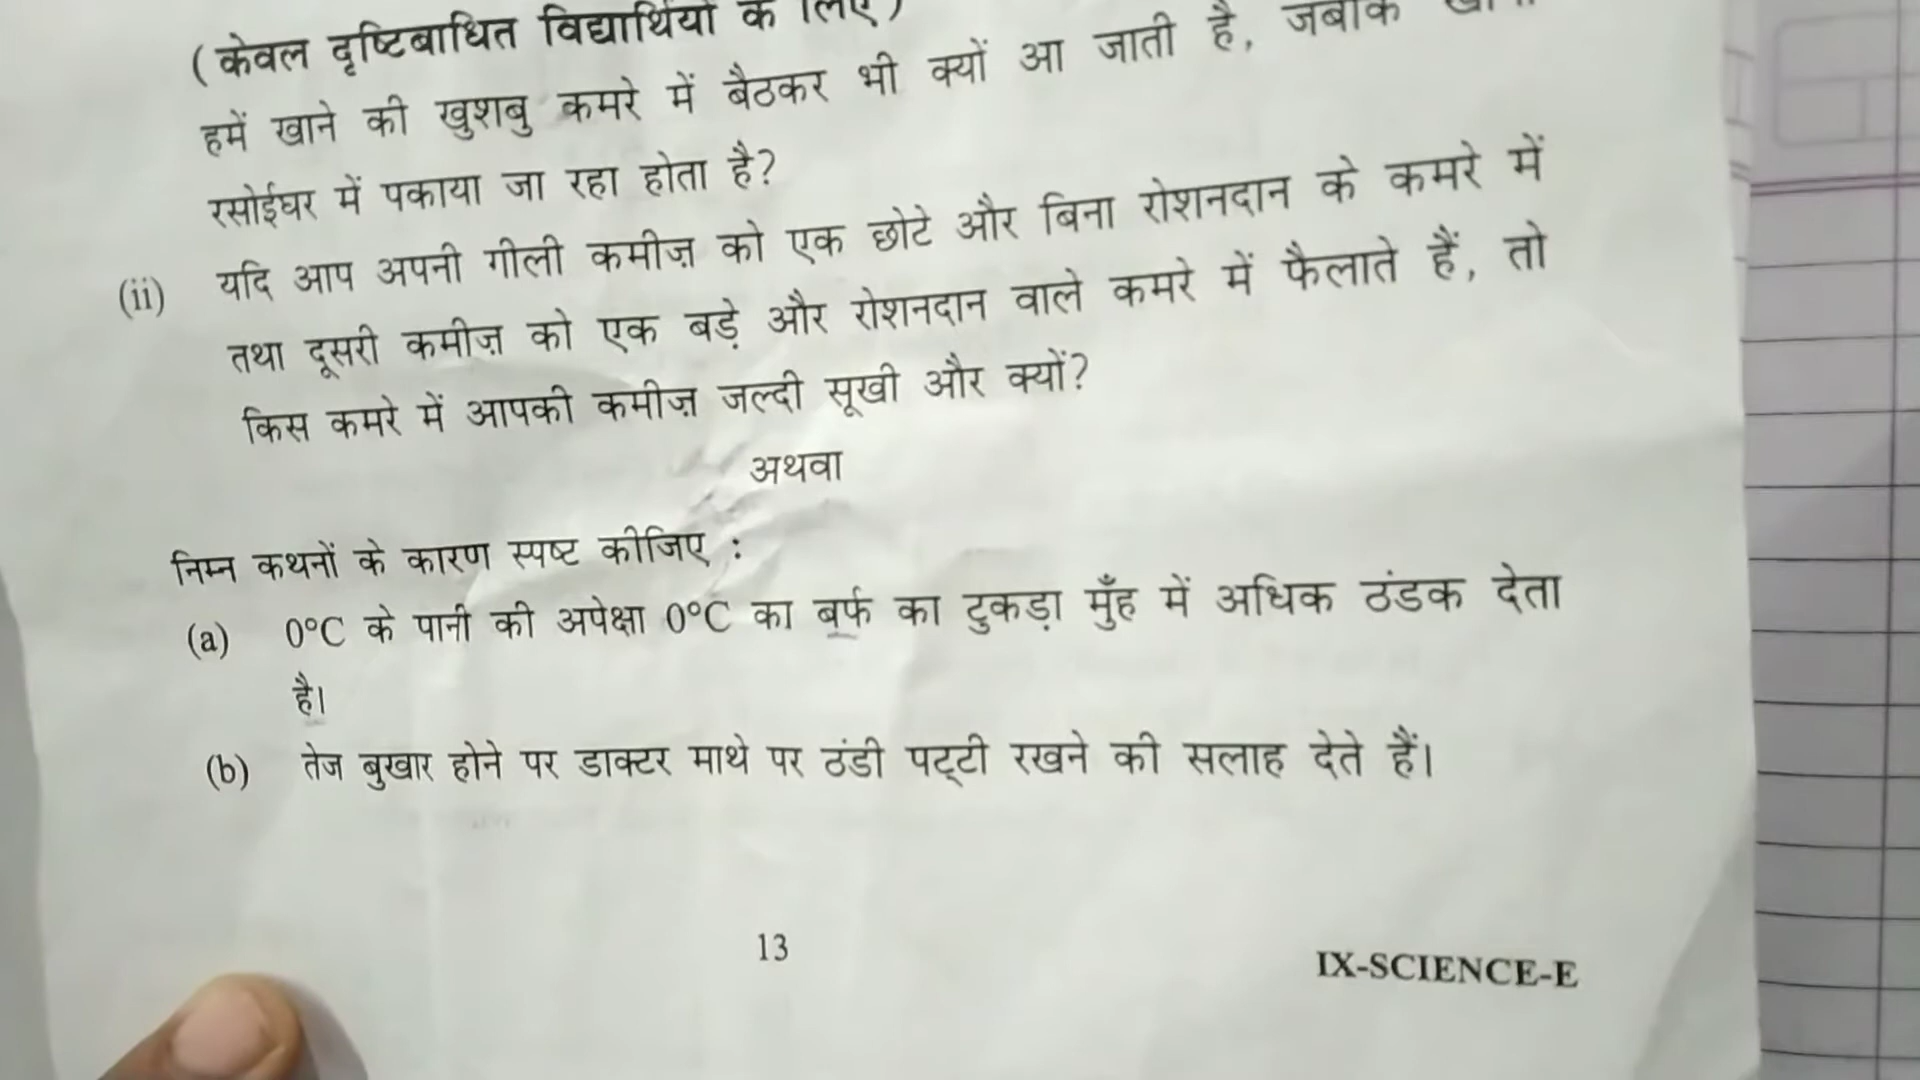 (केवल दृष्टिबाधित विद्यार्थियों के लिए)
हमें खाने की खुशबु कमरे में बैठकर भी क्यों आ जाती है, जबकि
रसोईघर में पकाया जा रहा होता है?
(ii) यदि आप अपनी गीली कमीज़ को एक छोटे और बिना रोशनदान के कमरे में
तथा दूसरी कमीज़ को एक बड़े और रोशनदान वाले कमरे में फैलाते हैं, तो
किस कमरे में आपकी कमीज़ जल्दी सूखी और क्यों?
अथवा
निम्न कथनों के कारण स्पष्ट कीजिए :
(a) 0°C के पानी की अपेक्षा 0°C का बर्फ का टुकड़ा मुँह में अधिक ठंडक देता
है।
(b) तेज बुखार होने पर डाक्टर माथे पर ठंडी पट्टी रखने की सलाह देते हैं।
13
IX-SCIENCE-E